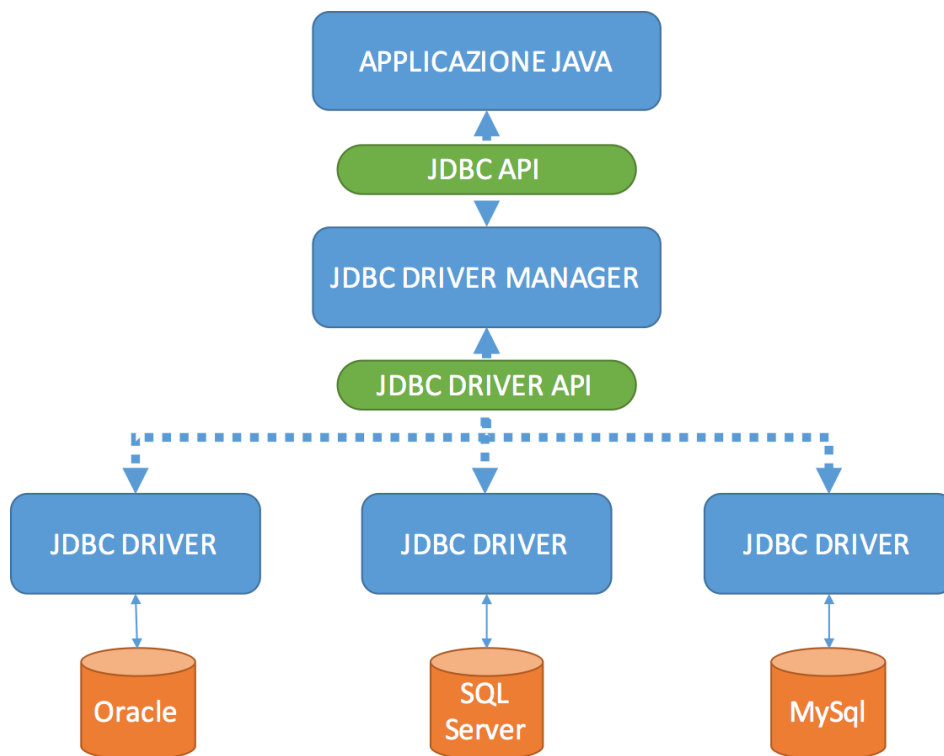 APPLICAZIONE JAVA
JDBC API
JDBC DRIVER MANAGER
JDBC DRIVER API
JDBC DRIVER
JDBC DRIVER
JDBC DRIVER
Oracle
SQL
Server
MySql